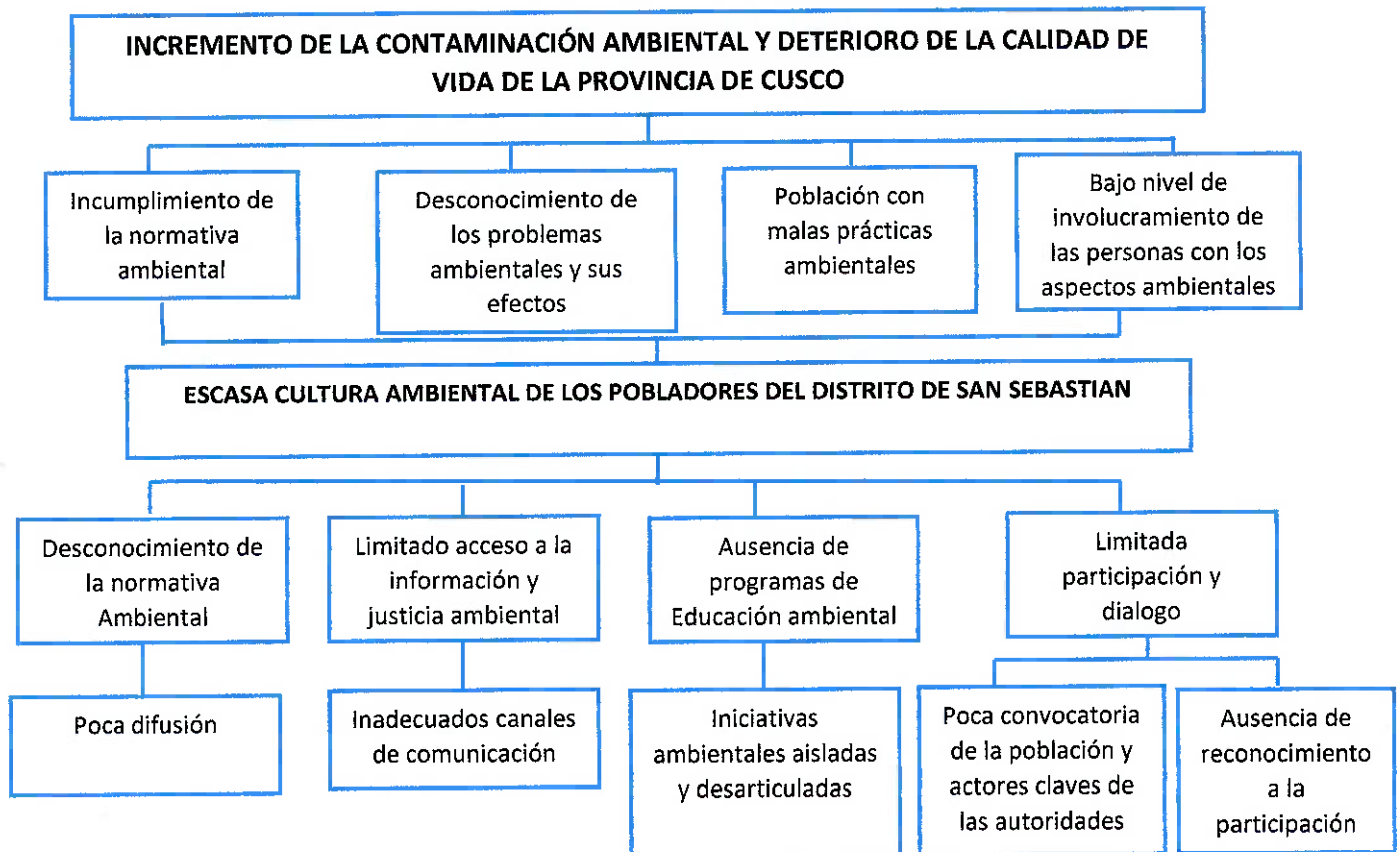 INCREMENTO DE LA CONTAMINACIÓN AMBIENTAL Y DETERIORO DE LA CALIDAD DE
VIDA DE LA PROVINCIA DE CUSCO
Incumplimiento de
la normativa
ambiental
Desconocimiento de
los problemas
ambientales y sus
efectos
Población con
malas prácticas
ambientales
Bajo nivel de
involucramiento de
las personas con los
aspectos ambientales
ESCASA CULTURA AMBIENTAL DE LOS POBLADORES DEL DISTRITO DE SAN SEBASTIAN
Desconocimiento de
la normativa
Ambiental
Limitado acceso a la
información y
justicia ambiental
Ausencia de
programas de
Educación ambiental
Limitada
participación y
dialogo
Poca difusión
Inadecuados canales
de comunicación
Iniciativas
ambientales aisladas
y desarticuladas
Poca convocatoria
de la población y
actores claves de
las autoridades
Ausencia de
reconocimiento
a la
participación